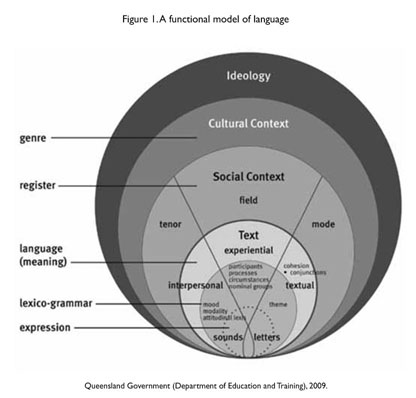 Figure 1. A functional model of language
Ideology
Cultural Context
genre
Social Context
register
field
tenor
mode
Text
experiential
language
(meaning)
participants
processes
circumstances
nominal groups
cohesion
conjunctions
interpersonal
textual
lexico-grammar
mood
modality
attitudinal lexis
theme
expression
sounds
letters
Queensland Government (Department of Education and Training), 2009.